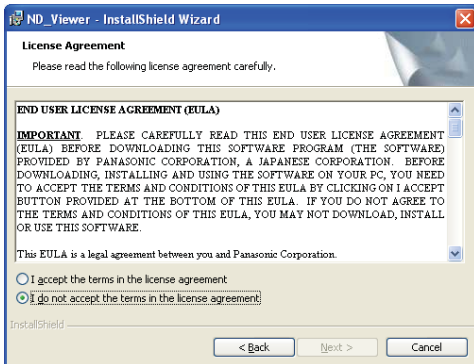 ND_Viewer - InstallShield Wizard
License Agreement
Please read the following license agreement carefully.
END USER LICENSE AGREEMENT (EULA)
IMPORTANT. PLEASE CAREFULLY READ THIS END USER LICENSE AGREEMENT
(EULA) BEFORE DOWNLOADING THIS SOFTWARE PROGRAM (THE SOFTWARE)
PROVIDED BY PANASONIC CORPORATION, A JAPANESE CORPORATION. BEFORE
DOWNLOADING, INSTALLING AND USING THE SOFTWARE ON YOUR PC, YOU NEED
TO ACCEPT THE TERMS AND CONDITIONS OF THIS EULA BY CLICKING ON I ACCEPT
BUTTON PROVIDED AT THE BOTTOM OF THIS EULA. IF YOU DO NOT AGREE TO
THE TERMS AND CONDITIONS OF THIS EULA, YOU MAY NOT DOWNLOAD, INSTALL
OR USE THIS SOFTWARE.
This EULA is a legal agreement between you and Panasonic Corporation.
I accept the terms in the license agreement
I do not accept the terms in the license agreement
InstallShield
< Back Next > Cancel